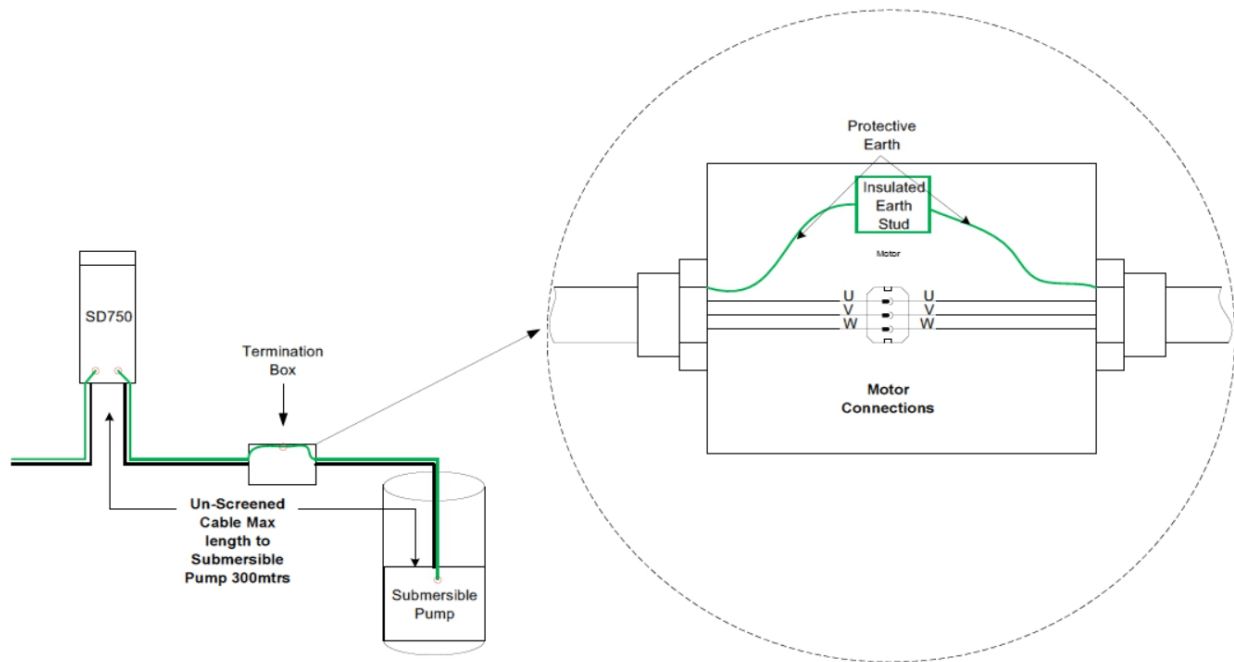 SD750
Termination
Box
Un-Screened
Cable Max
length to
Submersible
Pump 300mtrs
Submersible
Pump
Protective
Earth
Insulated
Earth
Stud
Motor
U U
V V
W W
Motor
Connections